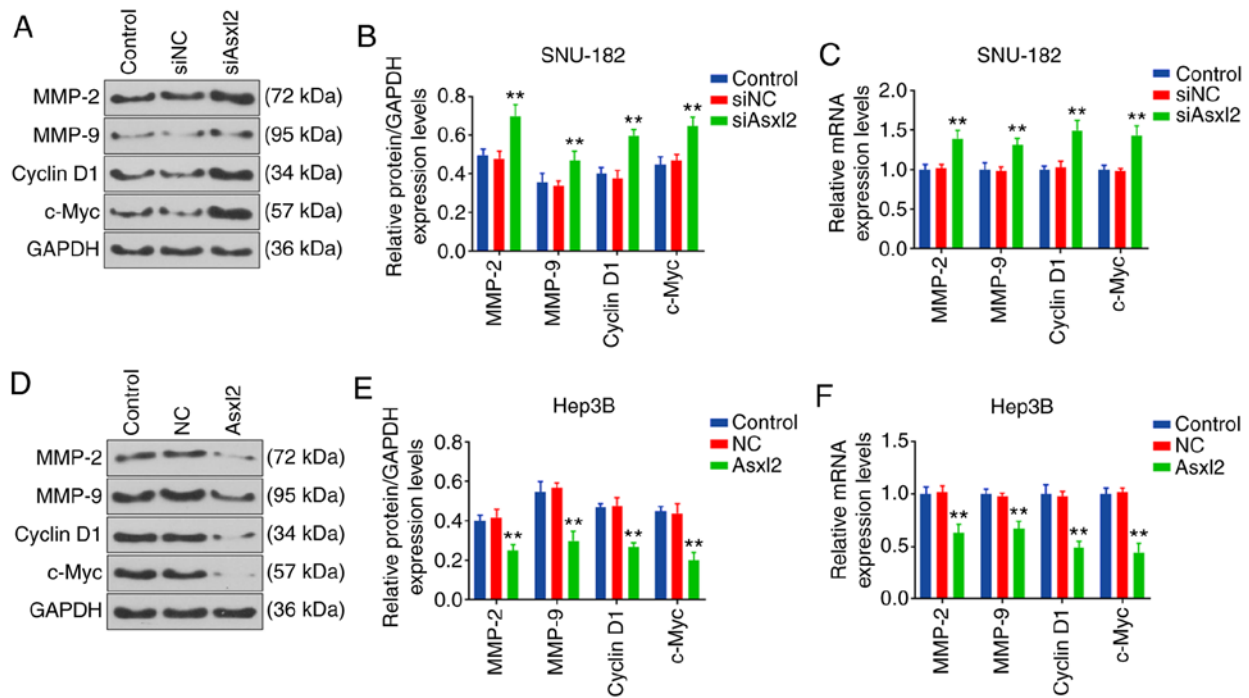 A
Control
siNC
siAsxl2
MMP-2
(72 kDa)
MMP-9
(95 kDa)
Cyclin D1
(34 kDa)
c-Myc
(57 kDa)
GAPDH
(36 kDa)
B
SNU-182
Control
siNC
siAsxl2
Relative protein/GAPDH
expression levels
0.8
0.6
0.4
0.2
0.0
**
**
**
**
MMP-2
MMP-9
Cyclin D1
c-Myc
C
SNU-182
Control
siNC
siAsxl2
Relative mRNA
expression levels
2.0
1.5
1.0
0.5
0.0
**
**
**
**
MMP-2
MMP-9
Cyclin D1
c-Myc
D
Control
NC
Asxl2
MMP-2
(72 kDa)
MMP-9
(95 kDa)
Cyclin D1
(34 kDa)
c-Myc
(57 kDa)
GAPDH
(36 kDa)
E
Hep3B
Control
NC
Asxl2
Relative protein/GAPDH
expression levels
0.8
0.6
0.4
0.2
0.0
**
**
**
**
MMP-2
MMP-9
Cyclin D1
c-Myc
F
Hep3B
Control
NC
Asxl2
Relative mRNA
expression levels
1.5
1.0
0.5
0.0
**
**
**
**
MMP-2
MMP-9
Cyclin D1
c-Myc